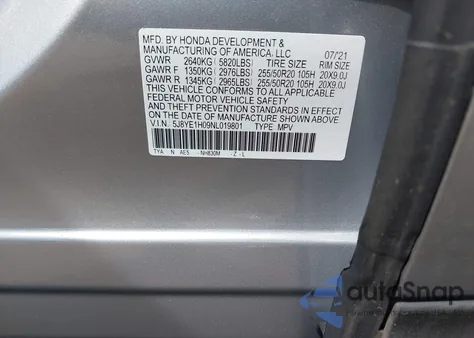 MFD. BY HONDA DEVELOPMENT &
MANUFACTURING OF AMERICA, LLC 07/21
GVWR 2640KG (5820LBS) TIRE SIZE RIM SIZE
GAWR F 1350KG (2976LBS) 255/50R20 105H 20X9.0J
GAWR R 1345KG (2965LBS) 255/50R20 105H 20X9.0J
THIS VEHICLE CONFORMS TO ALL APPLICABLE
FEDERAL MOTOR VEHICLE SAFETY, BUMPER,
AND THEFT PREVENTION STANDARDS IN EFFECT
ON THE DATE OF MANUFACTURE SHOWN ABOVE.
V.I.N. 5J8YE1H09NL019801 TYPE MPV
TYA N AE5 NH830M Z -L
autoSnap